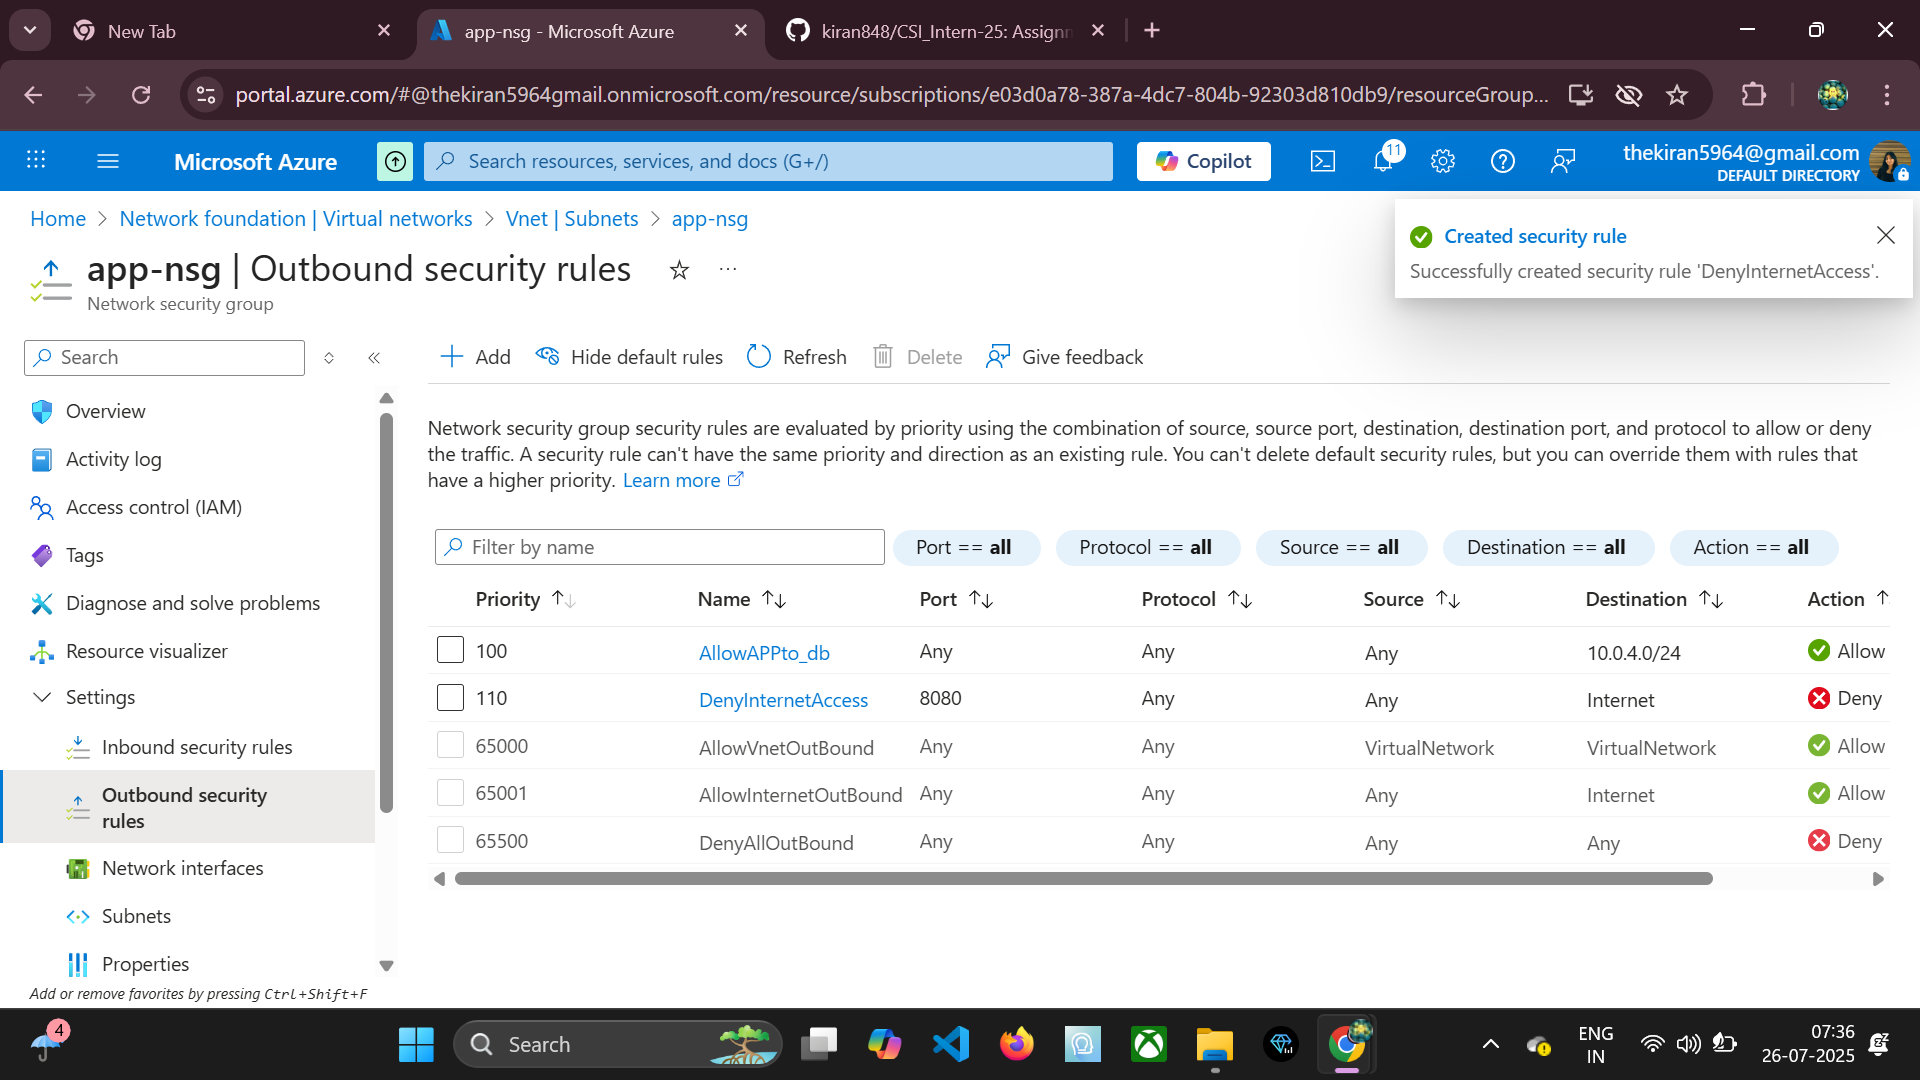 New Tab
app-nsg - Microsoft Azure
kiran848/CSI_Intern-25: Assignm
portal.azure.com/#@thekiran5964gmail.onmicrosoft.com/resource/subscriptions/e03d0a78-387a-4dc7-804b-92303d810db9/resourceGroup...
Microsoft Azure
Search resources, services, and docs (G+/)
Copilot
11
thekiran5964@gmail.com
DEFAULT DIRECTORY
Home > Network foundation | Virtual networks > Vnet | Subnets > app-nsg
Created security rule
Successfully created security rule 'DenyInternetAccess'.
app-nsg | Outbound security rules
Network security group
Search
Overview
Activity log
Access control (IAM)
Tags
Diagnose and solve problems
Resource visualizer
Settings
Inbound security rules
Outbound security
rules
Network interfaces
Subnets
Properties
Add or remove favorites by pressing Ctrl+Shift+F
Add
Hide default rules
Refresh
Delete
Give feedback
Network security group security rules are evaluated by priority using the combination of source, source port, destination, destination port, and protocol to allow or deny
the traffic. A security rule can't have the same priority and direction as an existing rule. You can't delete default security rules, but you can override them with rules that
have a higher priority. Learn more
Filter by name
Port == all
Protocol == all
Source == all
Destination == all
Action == all
Priority Name Port Protocol Source Destination Action
100 AllowAPPto_db Any Any Any 10.0.4.0/24 Allow
110 DenyInternetAccess 8080 Any Any Internet Deny
65000 AllowVnetOutBound Any Any VirtualNetwork VirtualNetwork Allow
65001 AllowInternetOutBound Any Any Any Internet Allow
65500 DenyAllOutBound Any Any Any Any Deny
4
Search
ENG
IN
07:36
26-07-2025